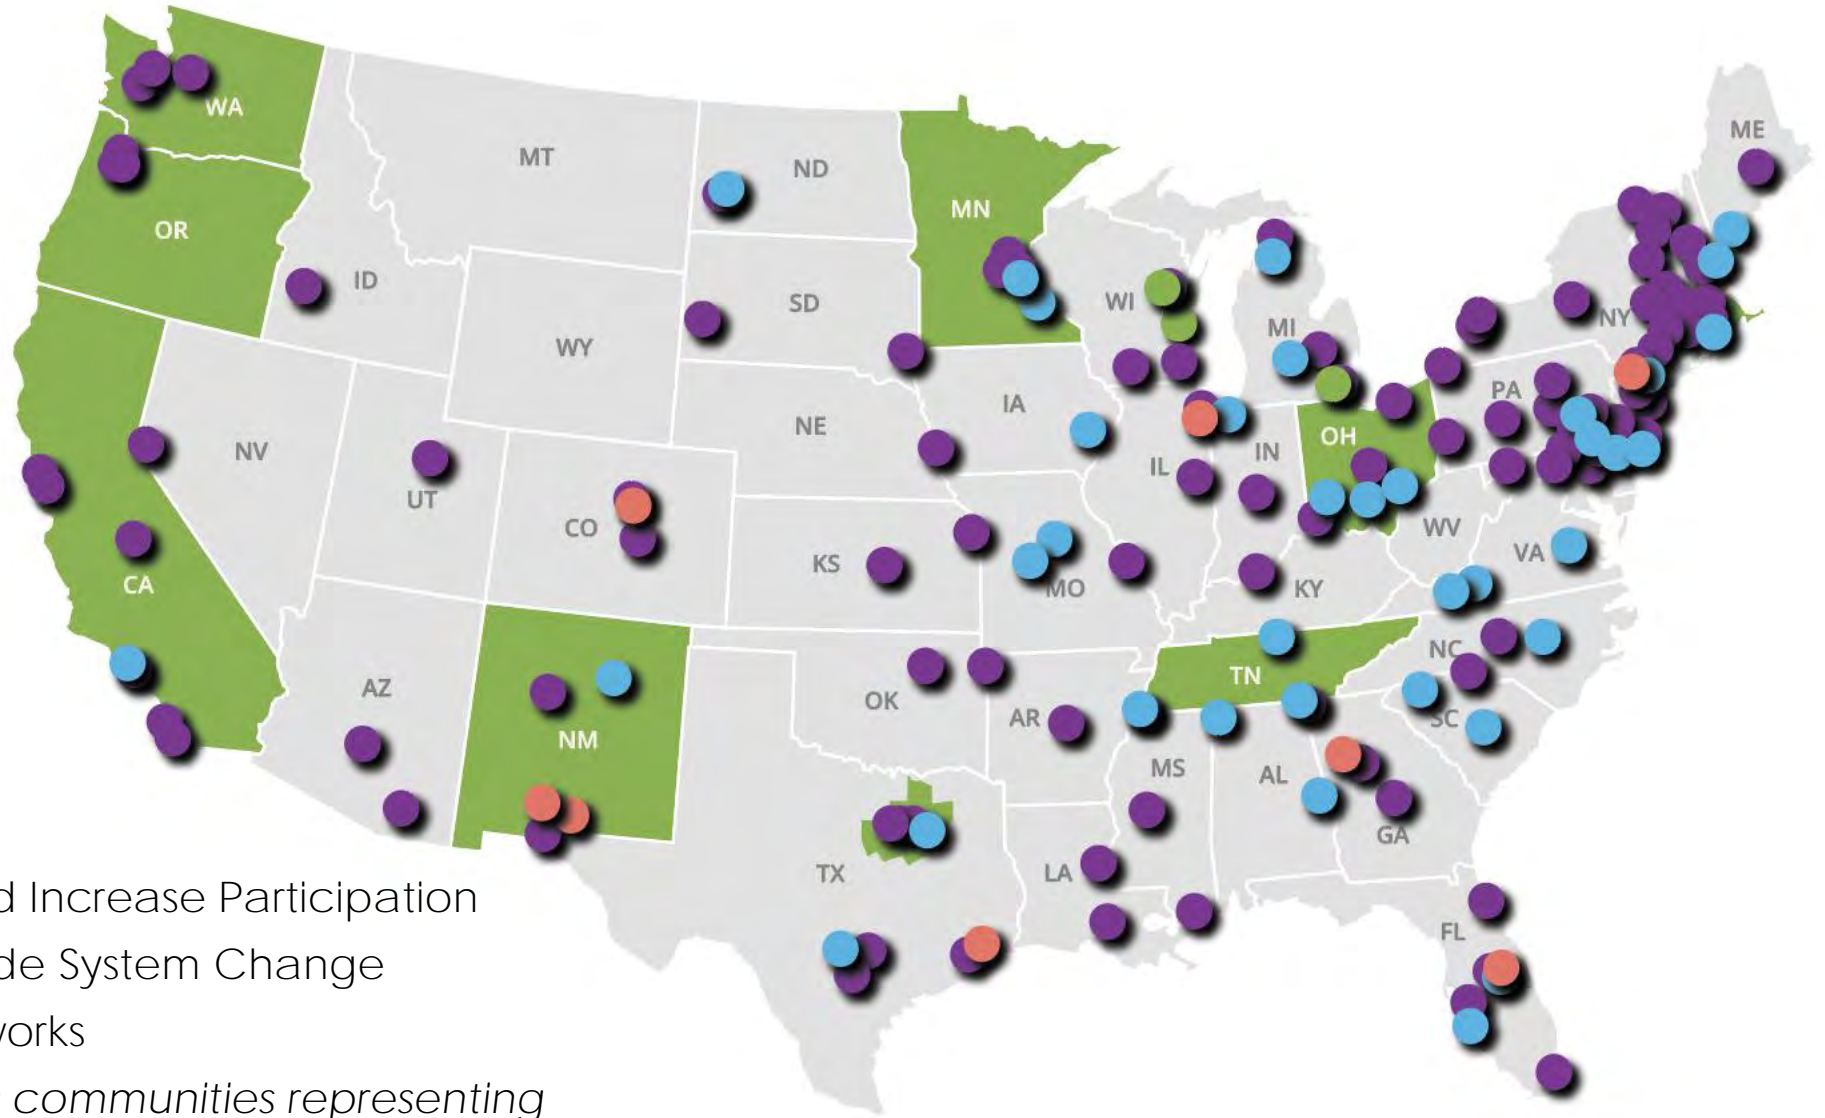 WA
ME
MT
ND
MN
OR
ID
SD
WI
MI
NY
WY
IA
NE
PA
OH
NV
IL
IN
UT
CO
WV
VA
KS
CA
MO
KY
NC
TN
AZ
OK
AR
SC
NM
MS
AL
GA
TX
LA
FL
d Increase Participation
de System Change
works
communities representing